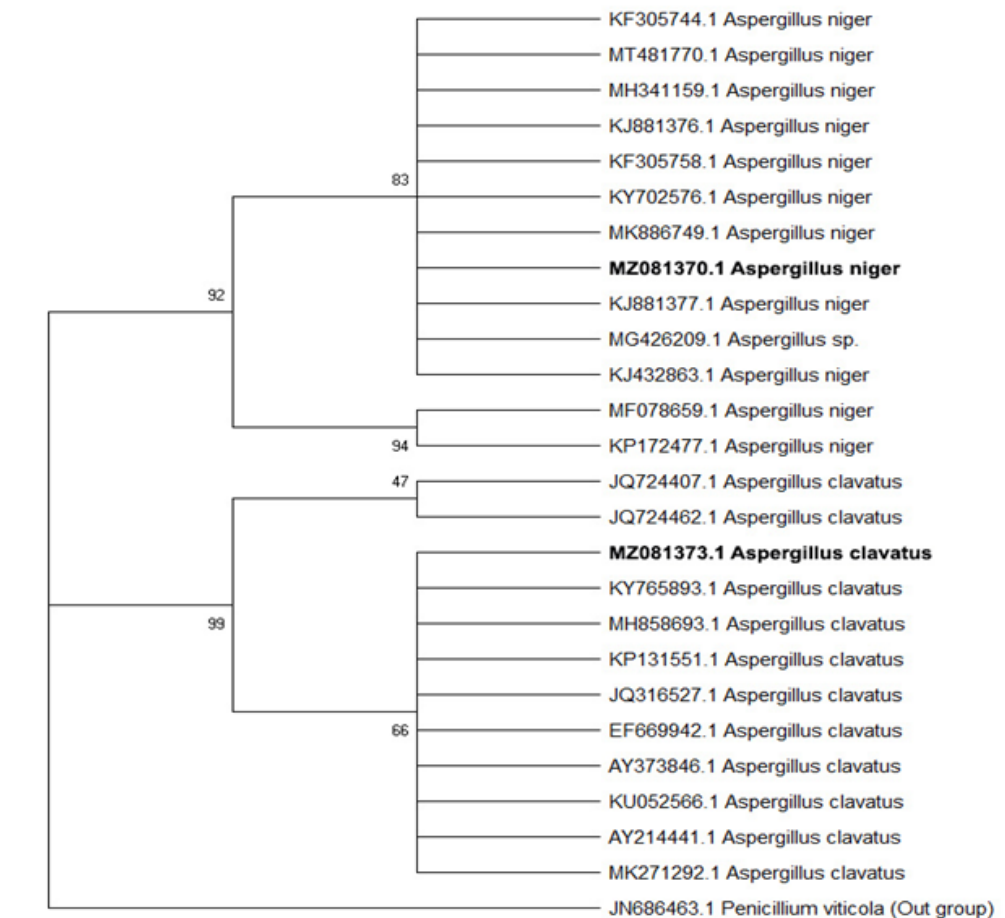 KF305744.1 Aspergillus niger
MT481770.1 Aspergillus niger
MH341159.1 Aspergillus niger
KJ881376.1 Aspergillus niger
KF305758.1 Aspergillus niger
83
KY702576.1 Aspergillus niger
MK886749.1 Aspergillus niger
MZ081370.1 Aspergillus niger
92
KJ881377.1 Aspergillus niger
MG426209.1 Aspergillus sp.
KJ432863.1 Aspergillus niger
MF078659.1 Aspergillus niger
94
KP172477.1 Aspergillus niger
47
JQ724407.1 Aspergillus clavatus
JQ724462.1 Aspergillus clavatus
MZ081373.1 Aspergillus clavatus
KY765893.1 Aspergillus clavatus
99
MH858693.1 Aspergillus clavatus
KP131551.1 Aspergillus clavatus
JQ316527.1 Aspergillus clavatus
66
EF669942.1 Aspergillus clavatus
AY373846.1 Aspergillus clavatus
KU052566.1 Aspergillus clavatus
AY214441.1 Aspergillus clavatus
MK271292.1 Aspergillus clavatus
JN686463.1 Penicillium viticola (Out group)